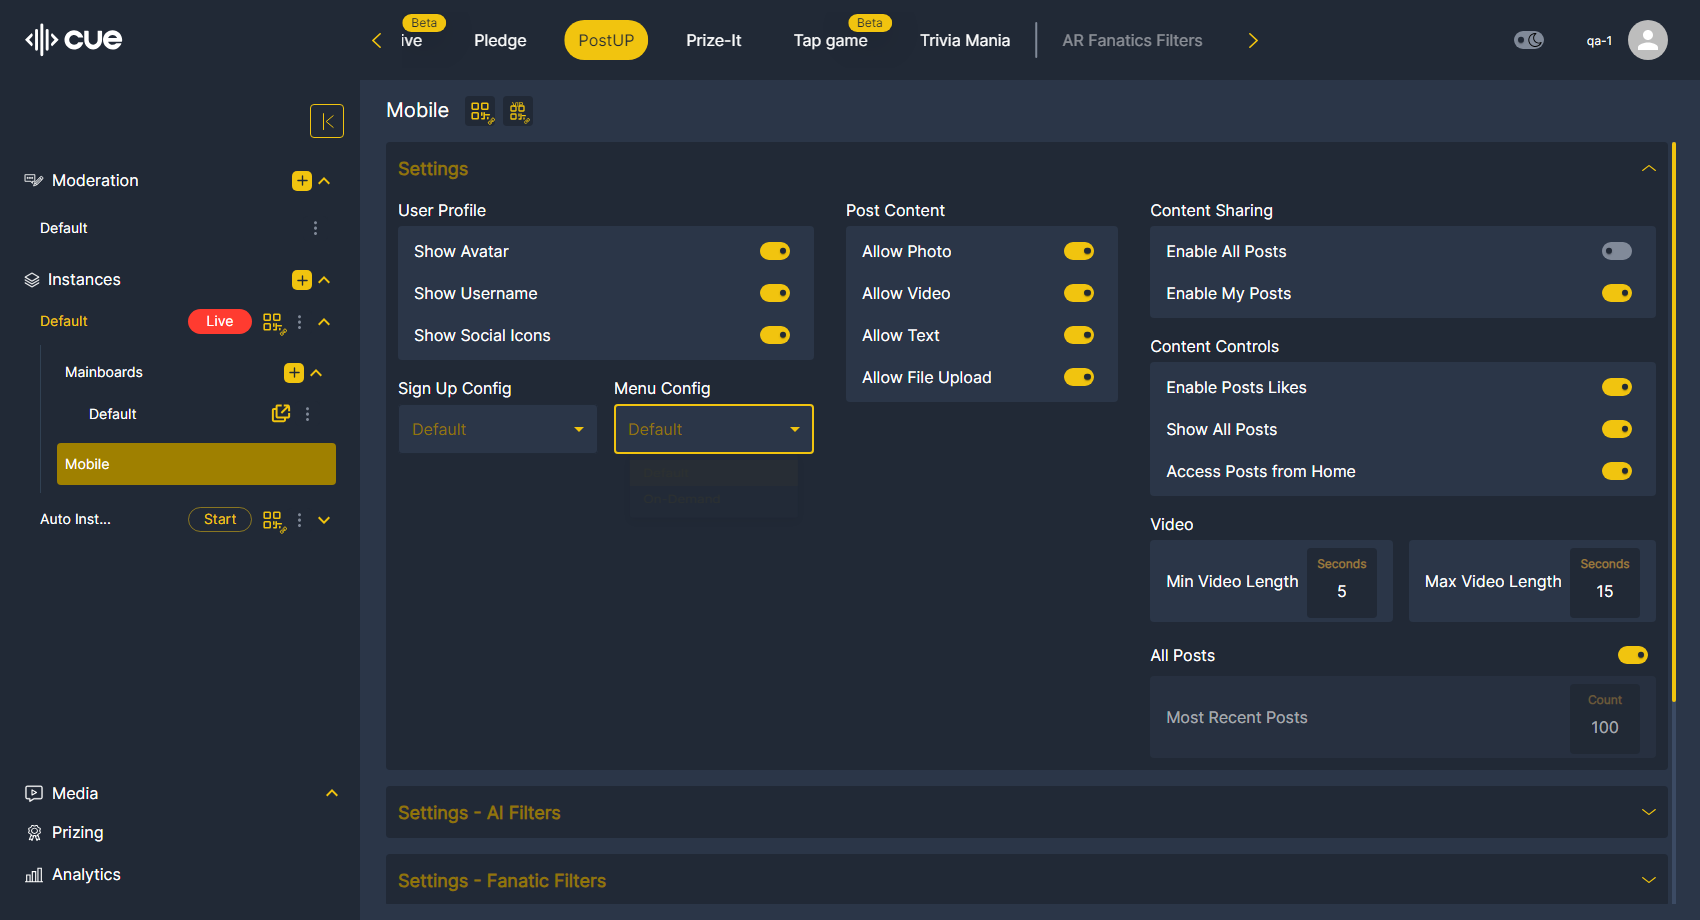 cue
Beta
ive
Pledge
PostUP
Prize-It
Beta
Tap game
Trivia Mania
AR Fanatics Filters
qa-1
Moderation
Default
Instances
Default
Live
Mainboards
Default
Mobile
Auto Inst...
Start
Media
Prizing
Analytics
Mobile
Settings
User Profile
Show Avatar
Show Username
Show Social Icons
Sign Up Config
Default
Menu Config
Default
Post Content
Allow Photo
Allow Video
Allow Text
Allow File Upload
Content Sharing
Enable All Posts
Enable My Posts
Content Controls
Enable Posts Likes
Show All Posts
Access Posts from Home
Video
Min Video Length
Seconds
5
Max Video Length
Seconds
15
All Posts
Most Recent Posts
Count
100
Settings - AI Filters
Settings - Fanatic Filters